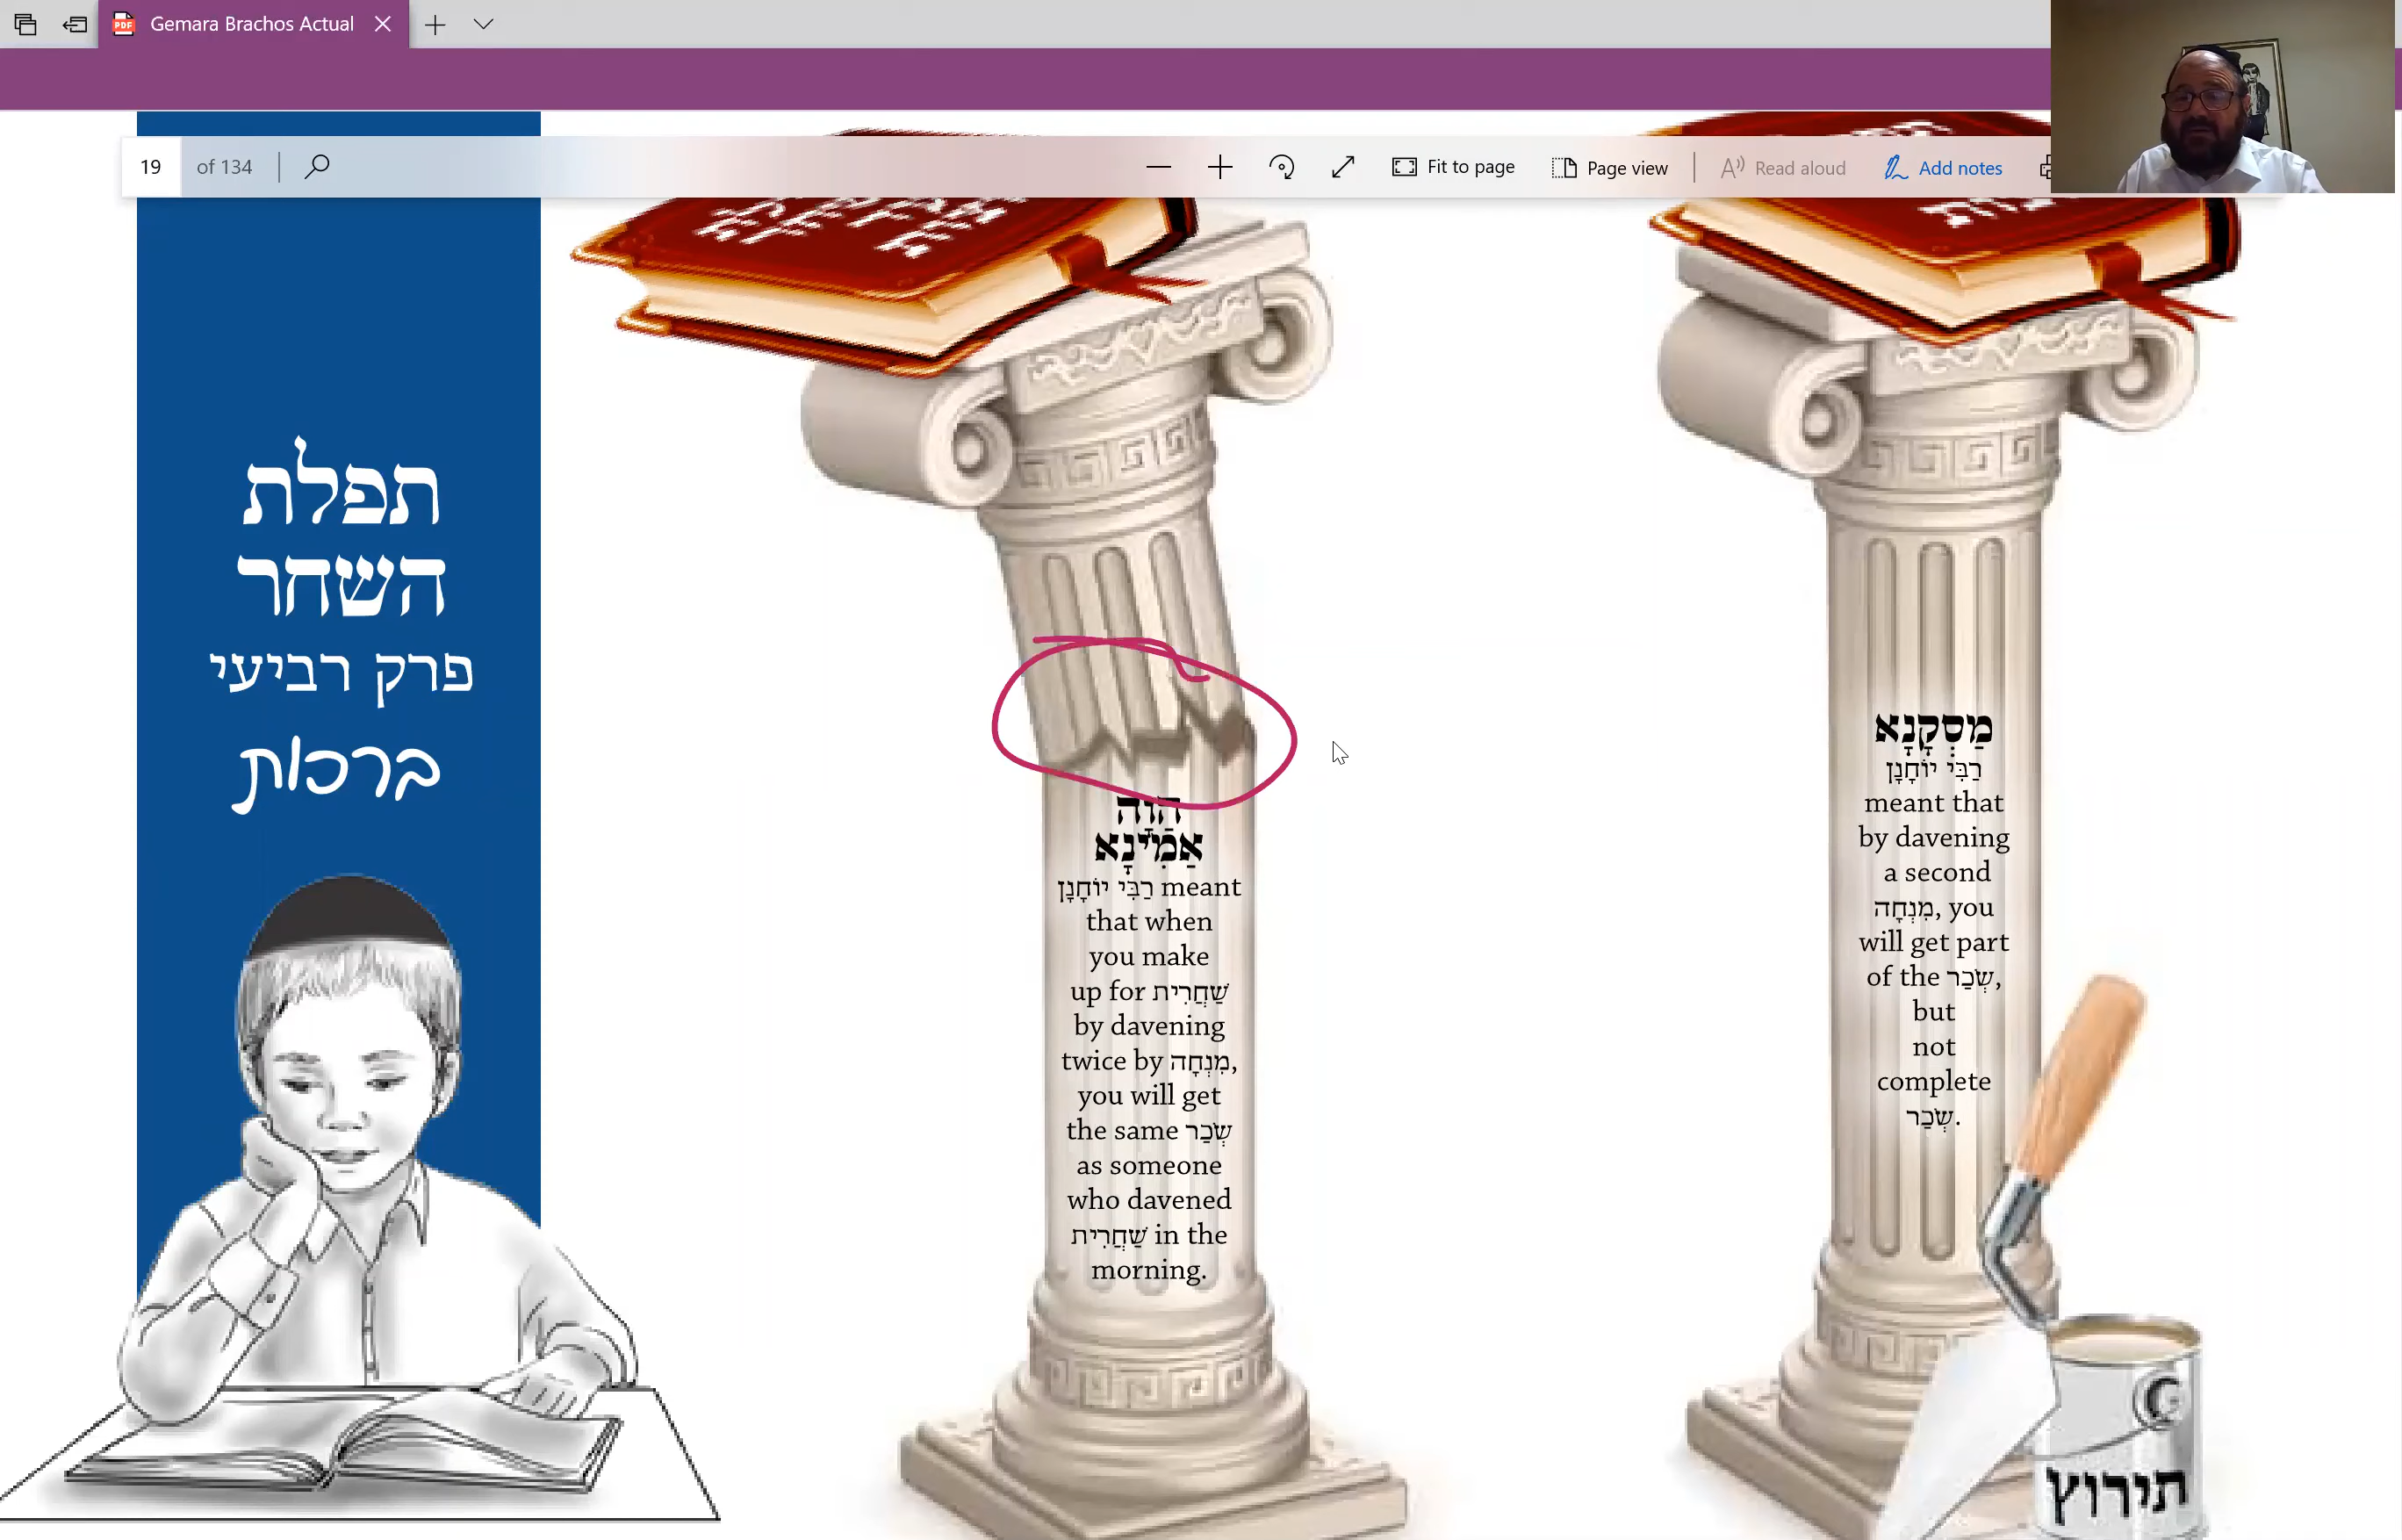 Gemara Brachos Actual
19 of 134
Fit to page
Page view
Read aloud
Add notes
תפלת
השחר
פרק רביעי
ברכות
הֲוָה
אֲמִינָא
רַבִּי יוֹחָנָן meant
that when
you make
up for שַׁחֲרִית
by davening
twice by מִנְחָה,
you will get
the same שְׂכַר
as someone
who davened
שַׁחֲרִית in the
morning.
מַסְקָנָא
רַבִּי יוֹחָנָן
meant that
by davening
a second
מִנְחָה, you
will get part
of the שְׂכַר,
but
not
complete
שְׂכַר.
תירוץ